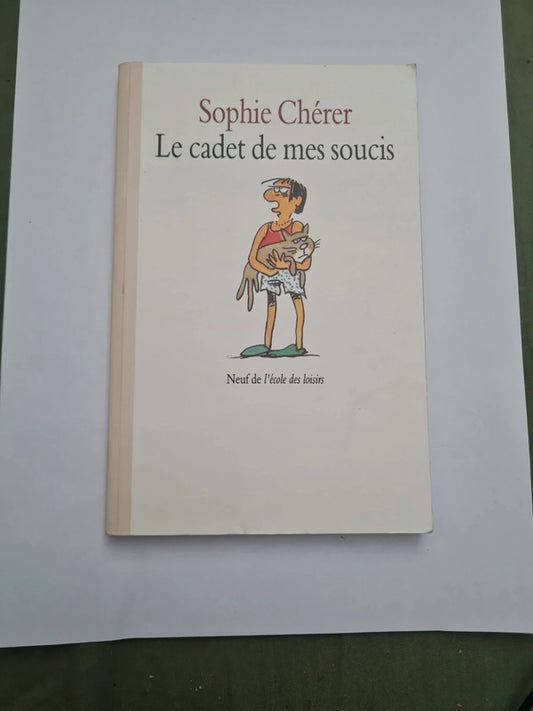 Sophie Chérer
Le cadet de mes soucis
Neuf de l'école des loisirs